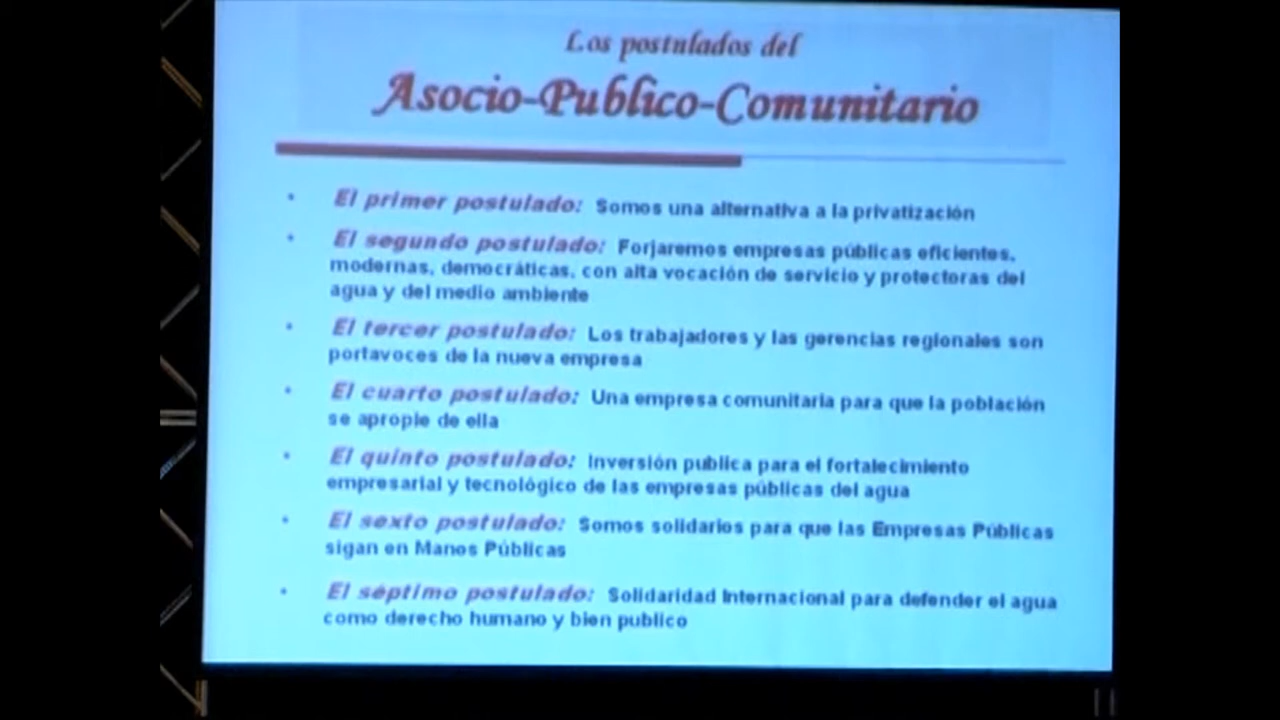 Los postulados del
Asocio-Publico-Comunitario
• El primer postulado: Somos una alternativa a la privatización
• El segundo postulado: Forjaremos empresas públicas eficientes,
modernas, democráticas, con alta vocación de servicio y protectoras del
agua y del medio ambiente
• El tercer postulado: Los trabajadores y las gerencias regionales son
portavoces de la nueva empresa
• El cuarto postulado: Una empresa comunitaria para que la población
se apropie de ella
• El quinto postulado: Inversión publica para el fortalecimiento
empresarial y tecnológico de las empresas públicas del agua
• El sexto postulado: Somos solidarios para que las Empresas Públicas
sigan en Manos Públicas
• El séptimo postulado: Solidaridad Internacional para defender el agua
como derecho humano y bien publico